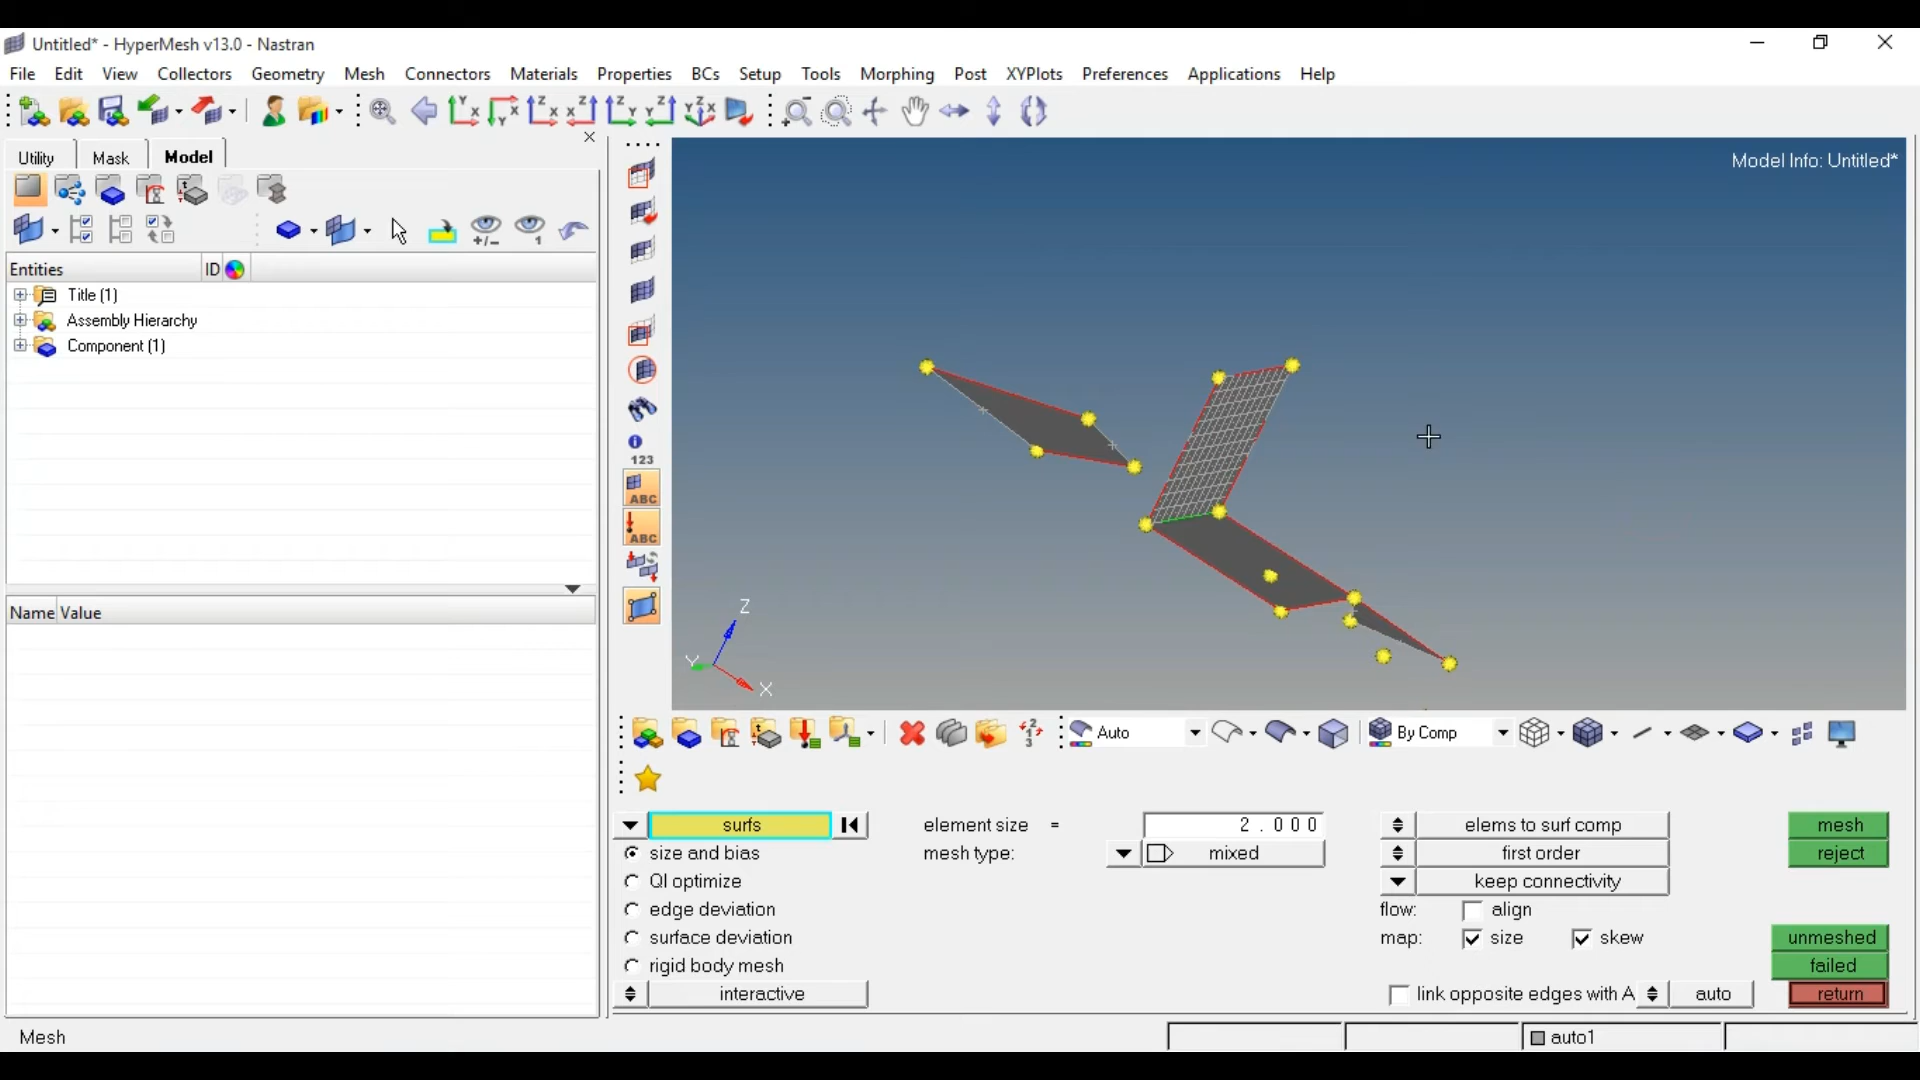 Untitled* - HyperMesh v13.0 - Nastran
File Edit View Collectors Geometry Mesh Connectors Materials Properties BCs Setup Tools Morphing Post XYPlots Preferences Applications Help
Utility Mask Model
Entities ID
Title (1)
Assembly Hierarchy
Component (1)
Name Value
Model Info: Untitled*
123
ABC
ABC
Z
Y
X
Auto By Comp
surfs element size = 2.000 elems to surf comp mesh
size and bias mesh type: mixed first order reject
QI optimize keep connectivity
edge deviation flow: align
surface deviation map: size skew unmeshed
rigid body mesh failed
interactive link opposite edges with A auto return
Mesh auto1